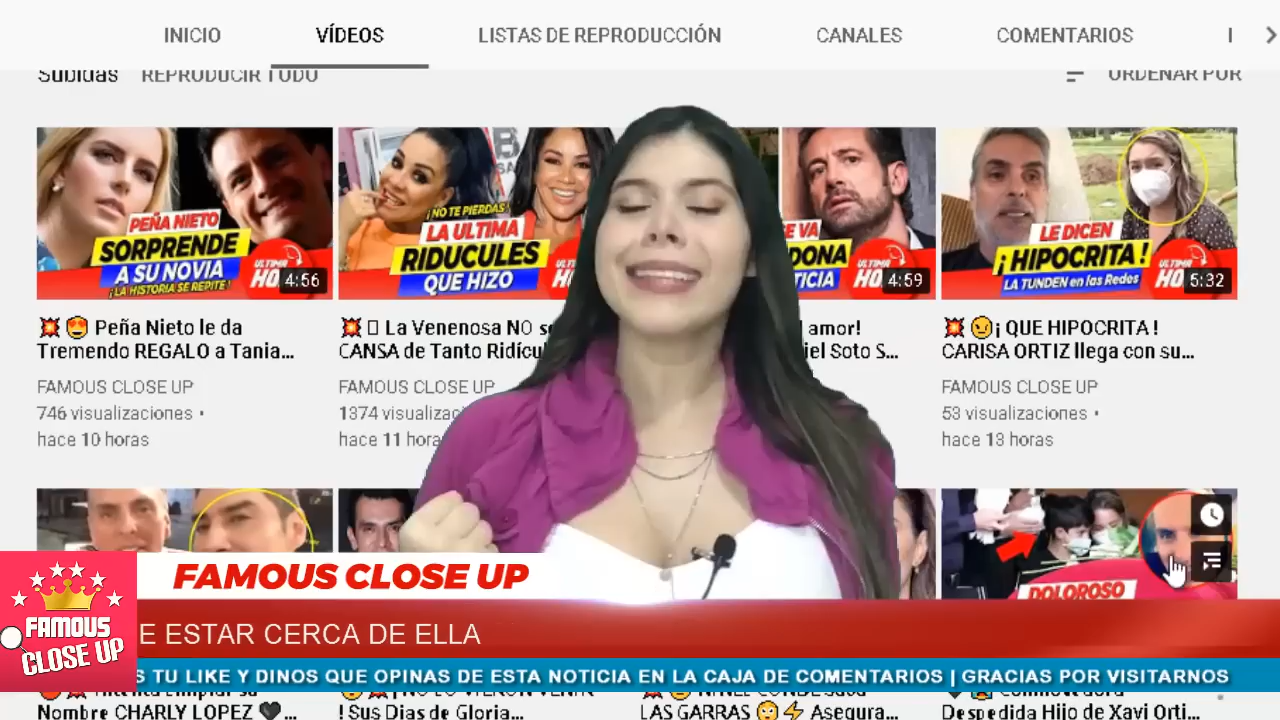 INICIO
VÍDEOS
LISTAS DE REPRODUCCIÓN
CANALES
COMENTARIOS
Subidas
REPRODUCIR TODO
ORDENAR POR
PEÑA NIETO
SORPRENDE
A SU NOVIA
¡LA HISTORIA SE REPITE!
4:56
¡NO TE PIERDAS!
LA ULTIMA
RIDUCULES
QUE HIZO
4:59
LE DICEN
¡HIPOCRITA!
LA TUNDEN en las Redes
5:32
💥😍 Peña Nieto le da
Tremendo REGALO a Tania...
FAMOUS CLOSE UP
746 visualizaciones •
hace 10 horas
La Venenosa NO
CANSA de Tanto
FAMOUS CLOSE UP
1374
hace 11
amor!
Soto S...
💥😠¡ QUE HIPOCRITA !
CARISA ORTIZ llega con su...
FAMOUS CLOSE UP
53 visualizaciones •
hace 13 horas
DOLOROSO
FAMOUS CLOSE UP
E ESTAR CERCA DE ELLA
FAMOUS
CLOSE UP
S TU LIKE Y DINOS QUE OPINAS DE ESTA NOTICIA EN LA CAJA DE COMENTARIOS | GRACIAS POR VISITARNOS
Nombre CHARLY LOPEZ 🖤...
! Sus Dias de Gloria...
LAS GARRAS 😳⚡ Asegura...
Despedida Hijo de Xavi Orti...